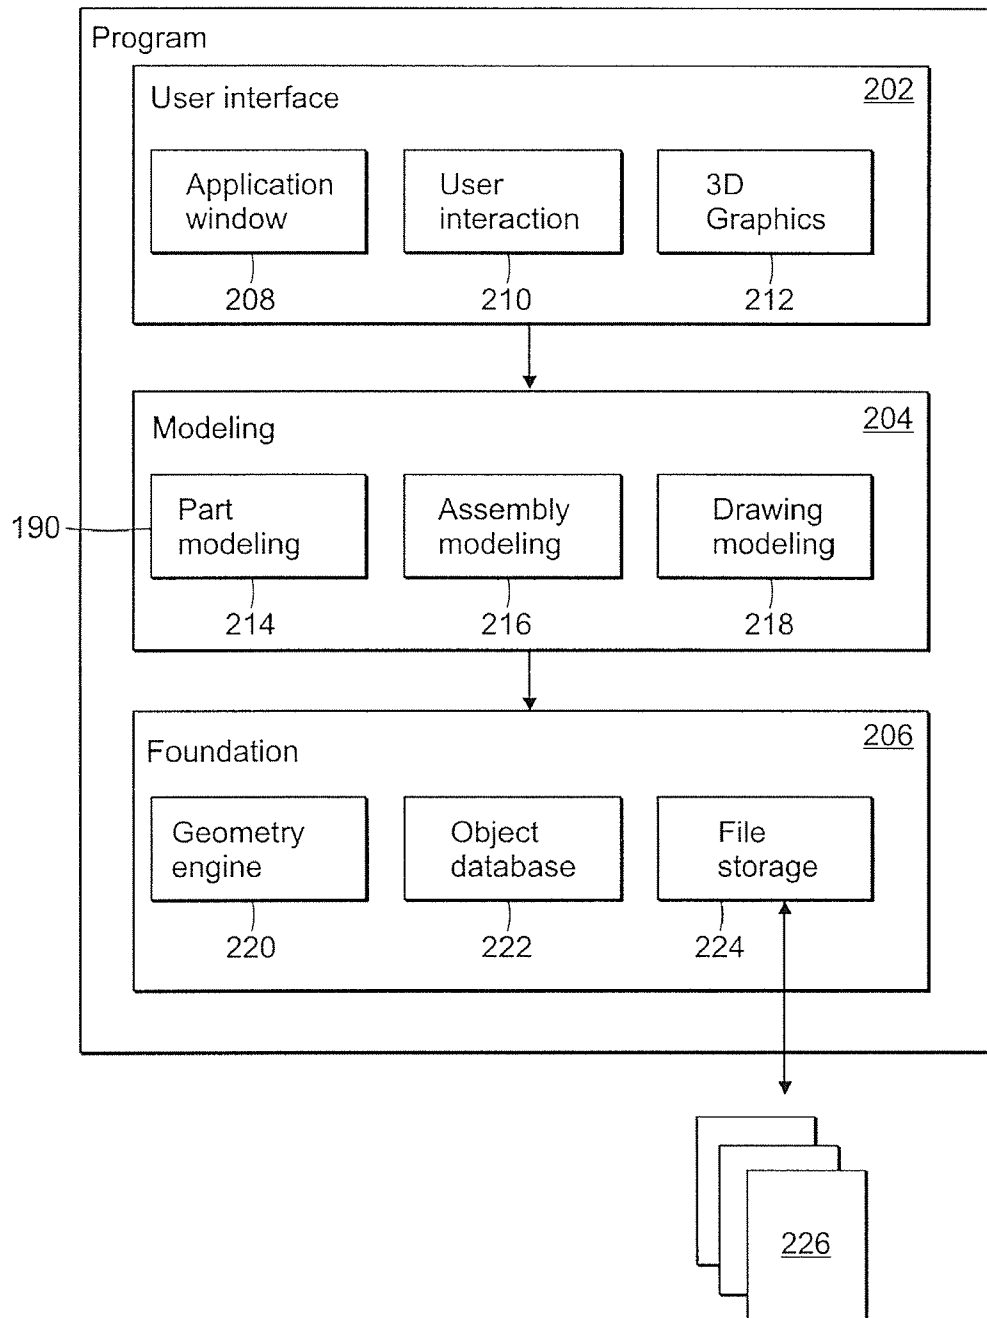 Program
User interface
202
Application
window
User
interaction
3D
Graphics
208
210
212
Modeling
204
190
Part
modeling
Assembly
modeling
Drawing
modeling
214
216
218
Foundation
206
Geometry
engine
Object
database
File
storage
220
222
224
226